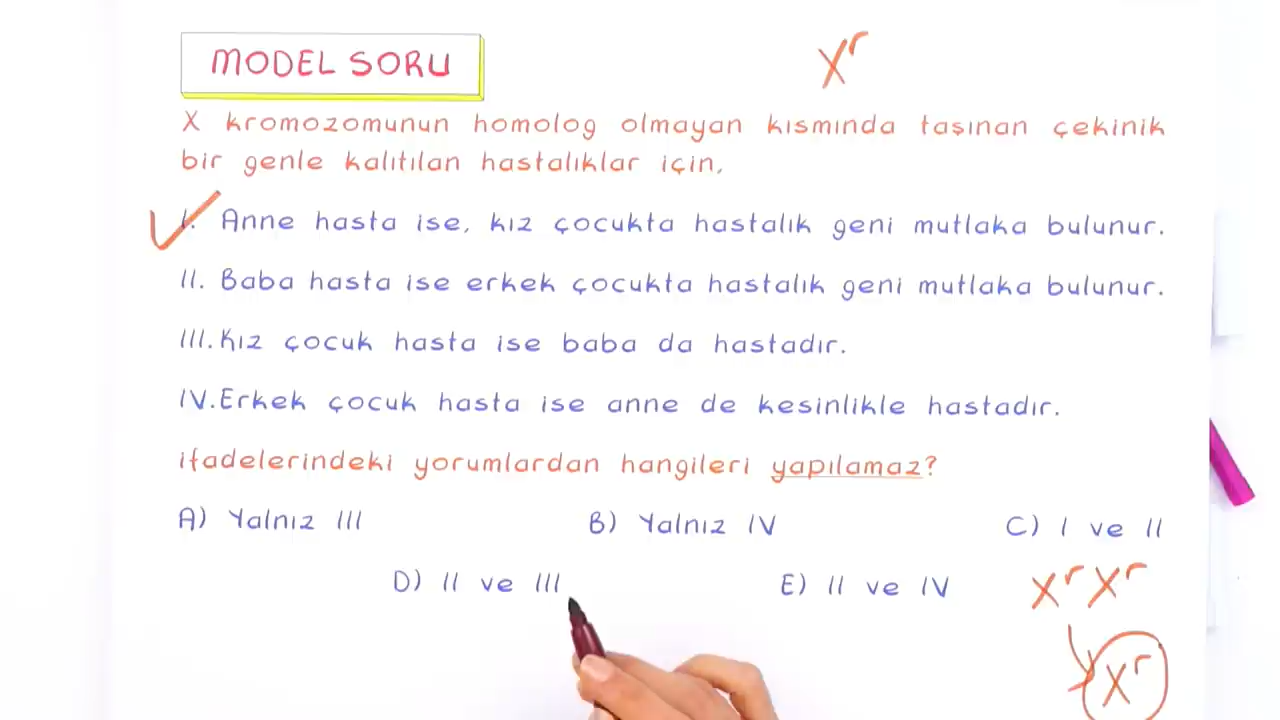 MODEL SORU
X^r
X kromozomunun homolog olmayan kısmında taşınan çekinik
bir genle kalıtılan hastalıklar için,
I. Anne hasta ise, kız çocukta hastalık geni mutlaka bulunur.
II. Baba hasta ise erkek çocukta hastalık geni mutlaka bulunur.
III. Kız çocuk hasta ise baba da hastadır.
IV. Erkek çocuk hasta ise anne de kesinlikle hastadır.
ifadelerindeki yorumlardan hangileri yapılamaz?
A) Yalnız III B) Yalnız IV C) I ve II
D) II ve III E) II ve IV
X^r X^r
X^r